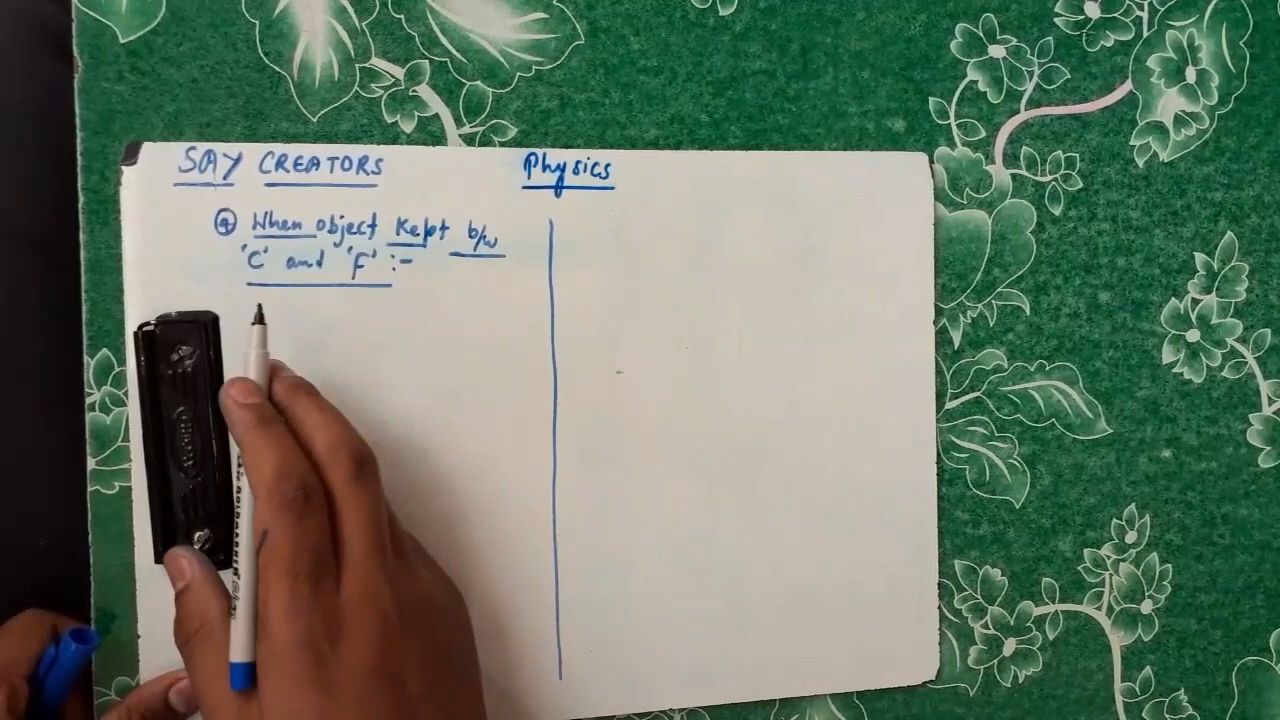 SAY CREATORS
Physics
④ When object kept b/w
'C' and 'F' :-